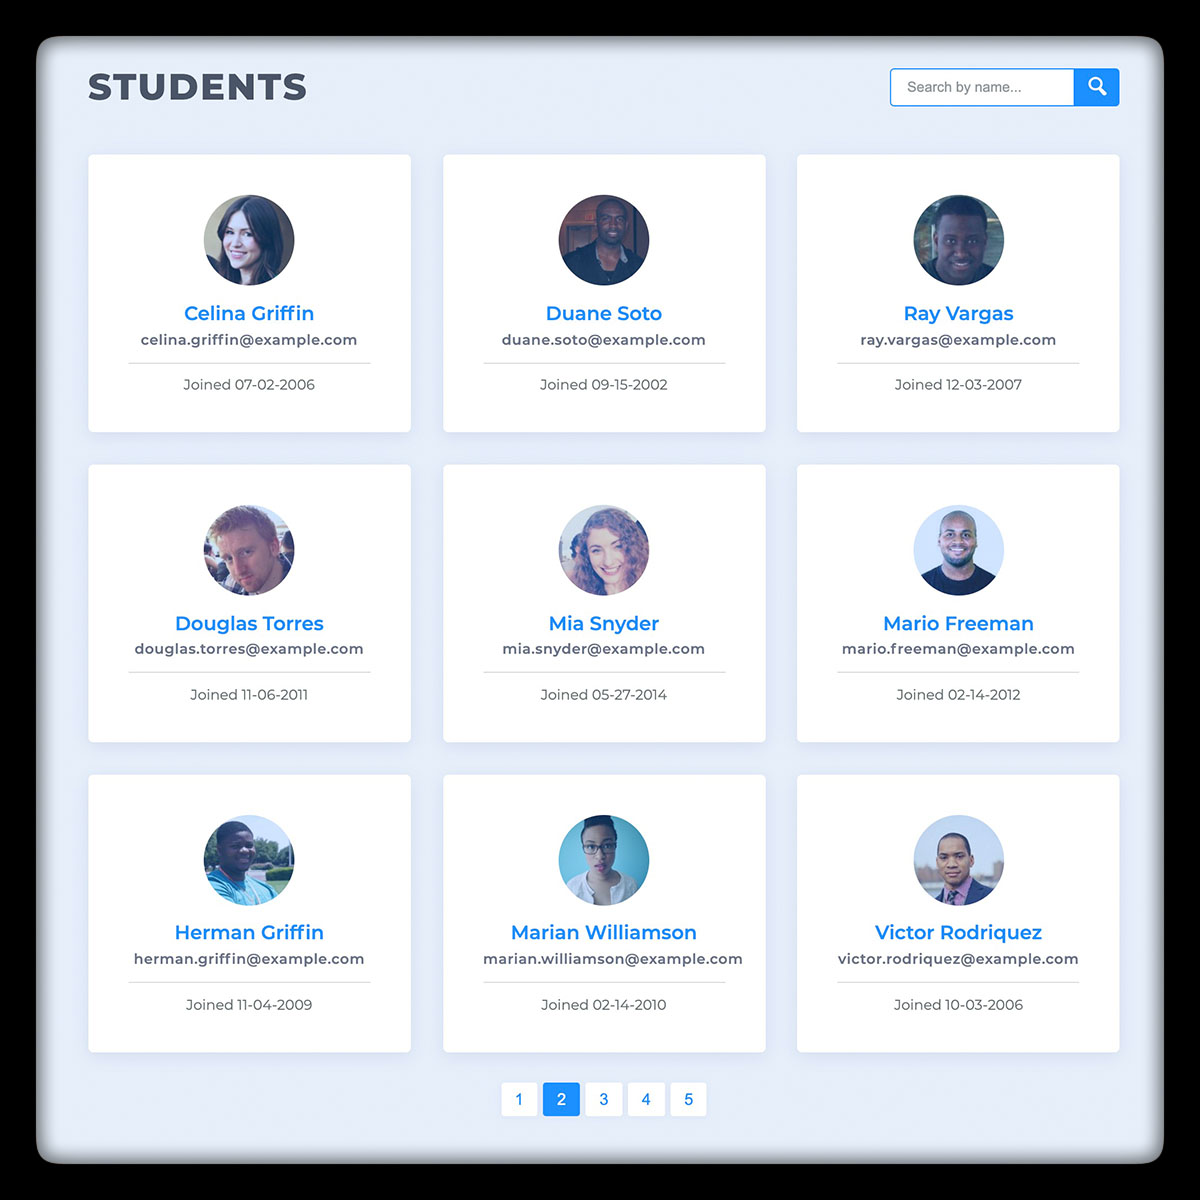 STUDENTS
Search by name...
Celina Griffin
celina.griffin@example.com
Joined 07-02-2006
Duane Soto
duane.soto@example.com
Joined 09-15-2002
Ray Vargas
ray.vargas@example.com
Joined 12-03-2007
Douglas Torres
douglas.torres@example.com
Joined 11-06-2011
Mia Snyder
mia.snyder@example.com
Joined 05-27-2014
Mario Freeman
mario.freeman@example.com
Joined 02-14-2012
Herman Griffin
herman.griffin@example.com
Joined 11-04-2009
Marian Williamson
marian.williamson@example.com
Joined 02-14-2010
Victor Rodriquez
victor.rodriquez@example.com
Joined 10-03-2006
1 2 3 4 5